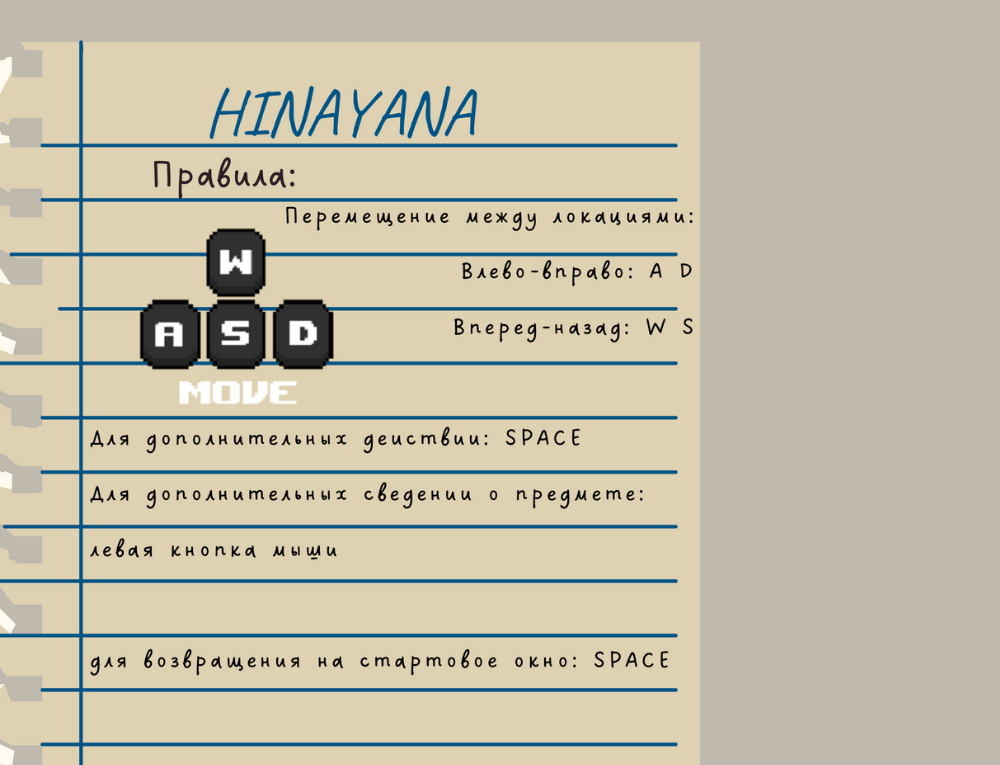 HINAYANA
Правила:
Перемещение между локациями:
W
Влево-вправо: A D
A S D
Вперед-назад: W S
MOVE
Для дополнительных деиствии: SPACE
Для дополнительных сведении о предмете:
левая кнопка мыши
для возвращения на стартовое окно: SPACE